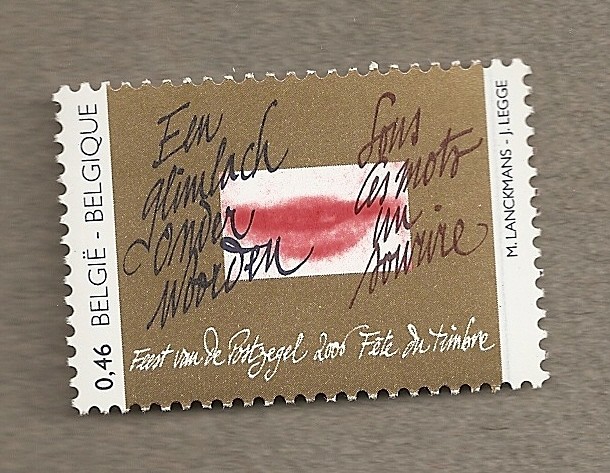 0,46 BELGIË - BELGIQUE
Een
glimlach
onder
woorden
Sous
les mots
un
sourire
Feest van de Postzegel 2006 Fête du timbre
M. LANCKMANS - J. LEGGE